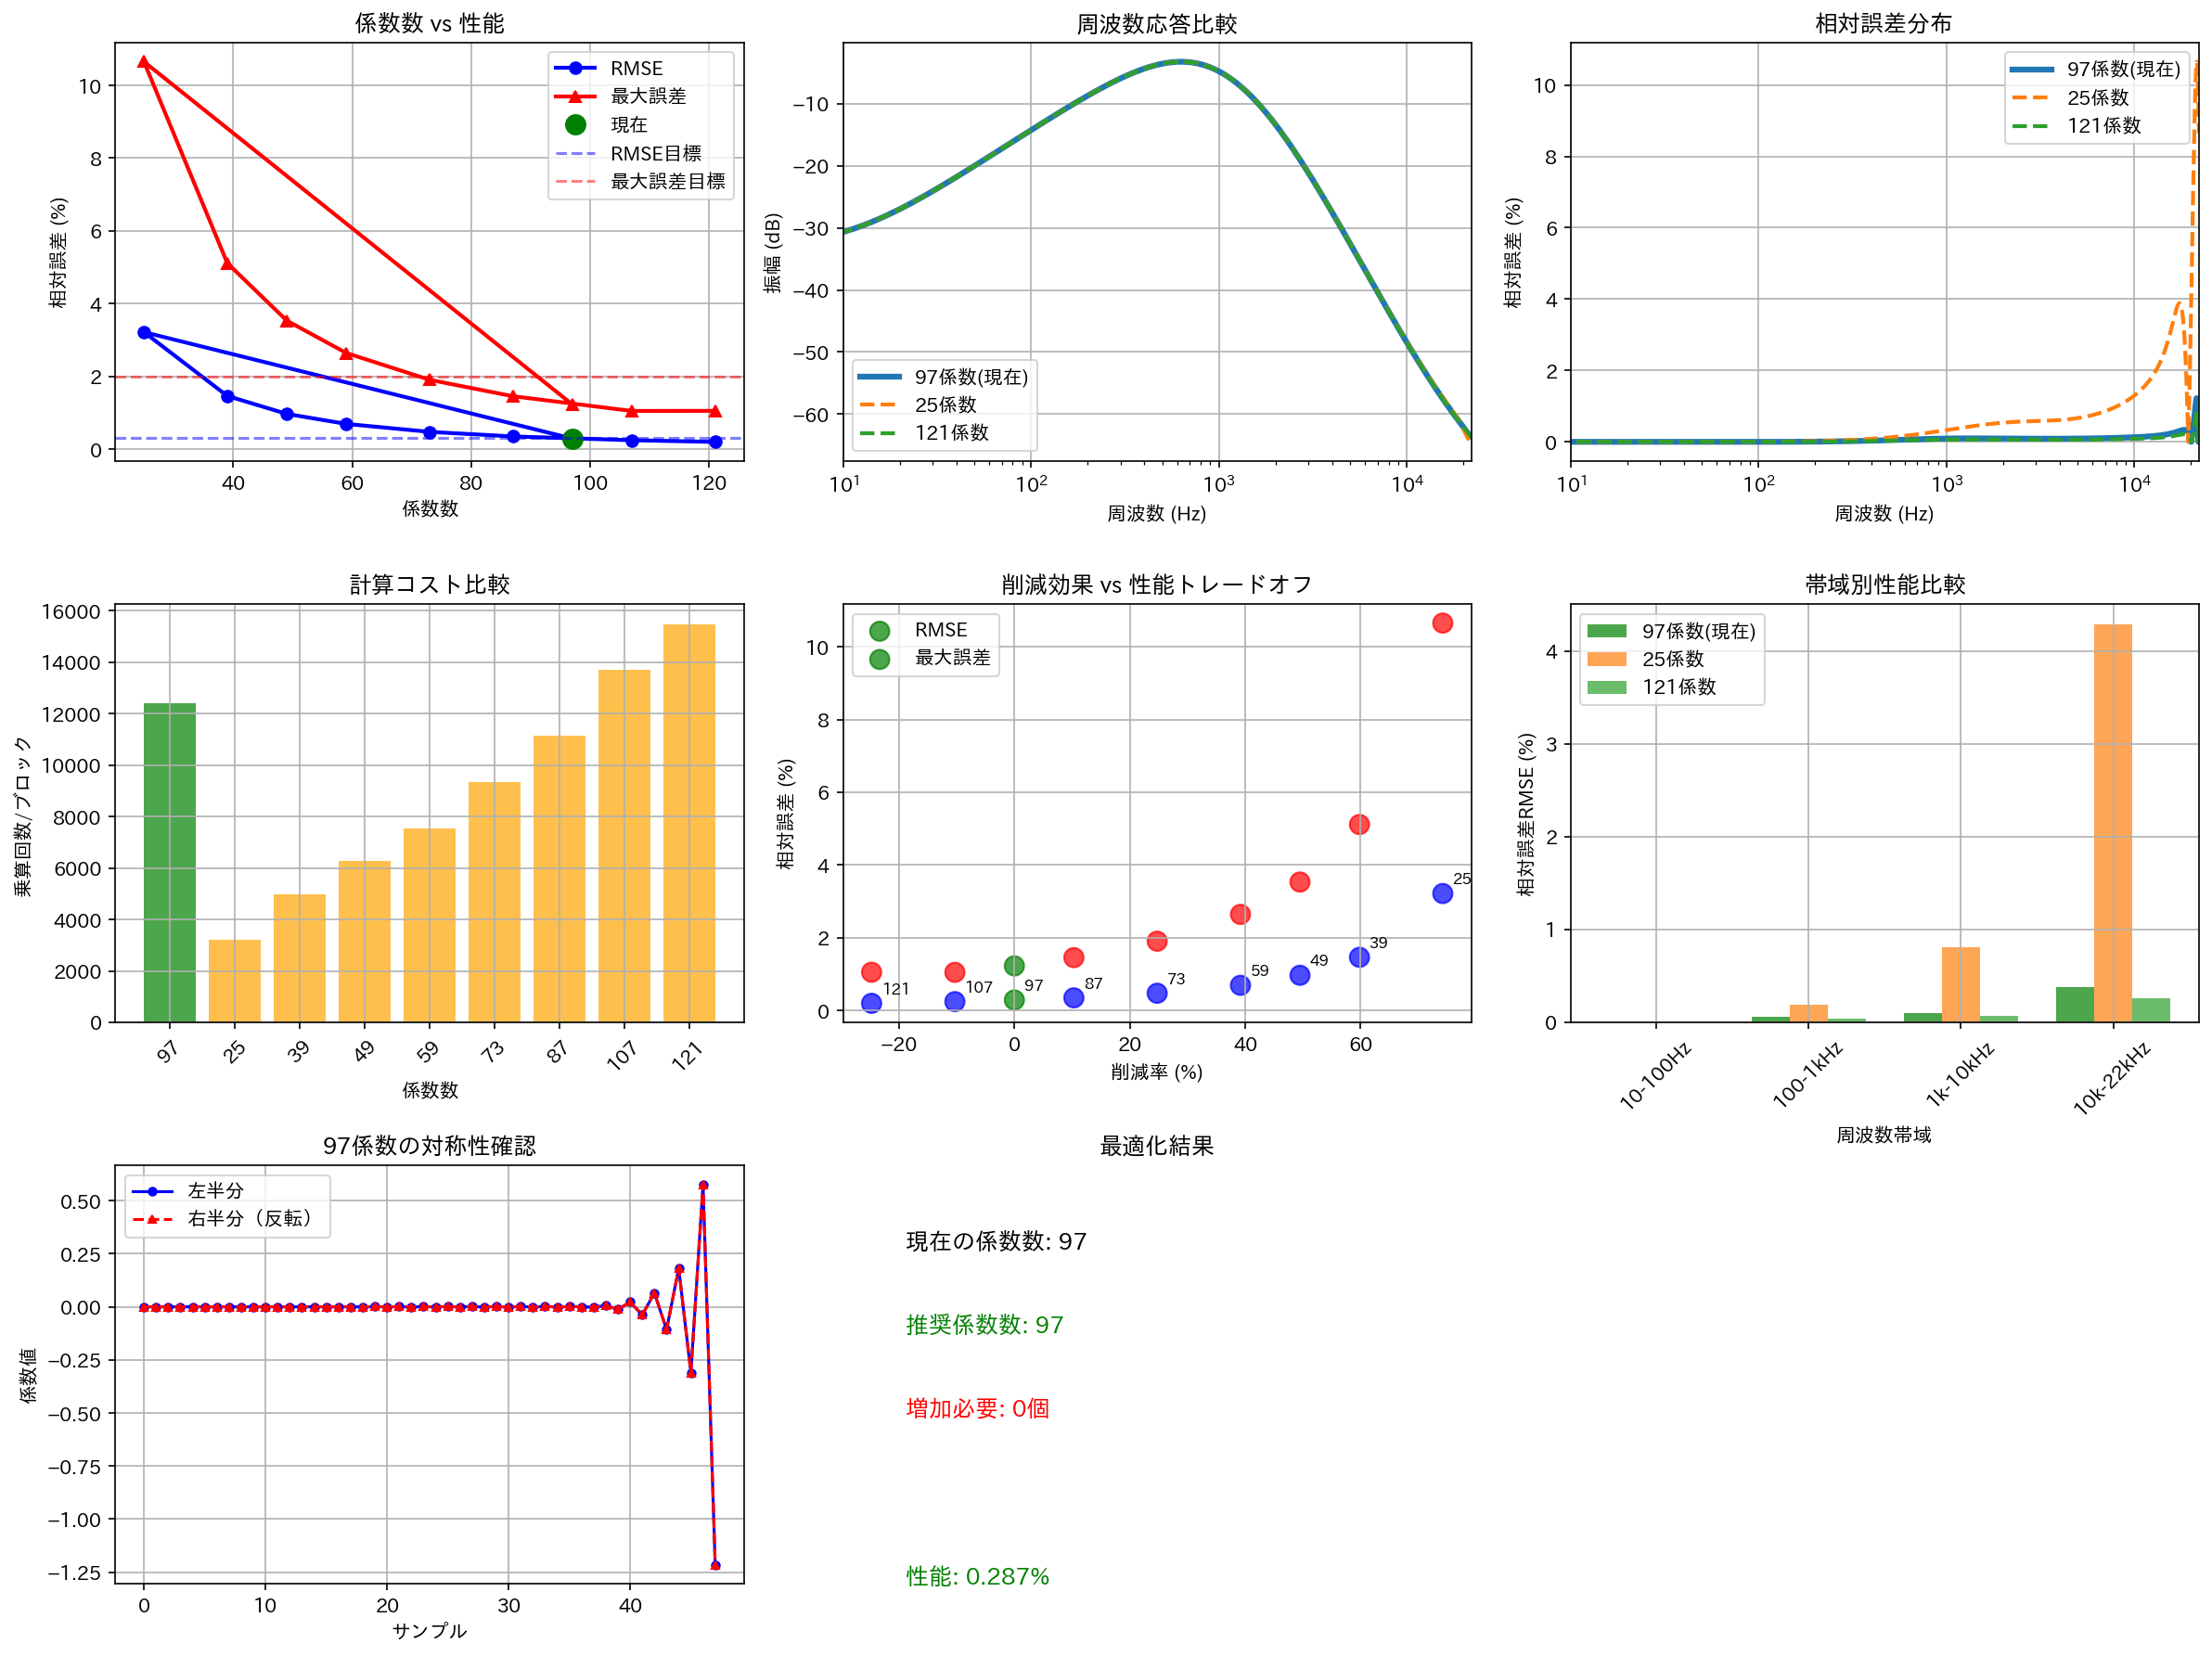 係数数 vs 性能
10
8
6
4
2
0
相対誤差 (%)
RMSE
最大誤差
現在
RMSE目標
最大誤差目標
40
60
80
100
120
係数数
周波数応答比較
−10
−20
−30
−40
−50
−60
振幅 (dB)
97係数(現在)
25係数
121係数
10¹
10²
10³
10⁴
周波数 (Hz)
相対誤差分布
10
8
6
4
2
0
相対誤差 (%)
97係数(現在)
25係数
121係数
10¹
10²
10³
10⁴
周波数 (Hz)
計算コスト比較
16000
14000
12000
10000
8000
6000
4000
2000
0
乗算回数/ブロック
97
25
39
49
59
73
87
107
121
係数数
削減効果 vs 性能トレードオフ
RMSE
最大誤差
10
8
6
4
2
0
相対誤差 (%)
121
107
97
87
73
59
49
39
25
−20
0
20
40
60
削減率 (%)
帯域別性能比較
97係数(現在)
25係数
121係数
4
3
2
1
0
相対誤差RMSE (%)
10-100Hz
100-1kHz
1k-10kHz
10k-22kHz
周波数帯域
97係数の対称性確認
左半分
右半分（反転）
0.50
0.25
0.00
−0.25
−0.50
−0.75
−1.00
−1.25
係数値
0
10
20
30
40
サンプル
最適化結果
現在の係数数: 97
推奨係数数: 97
増加必要: 0個
性能: 0.287%